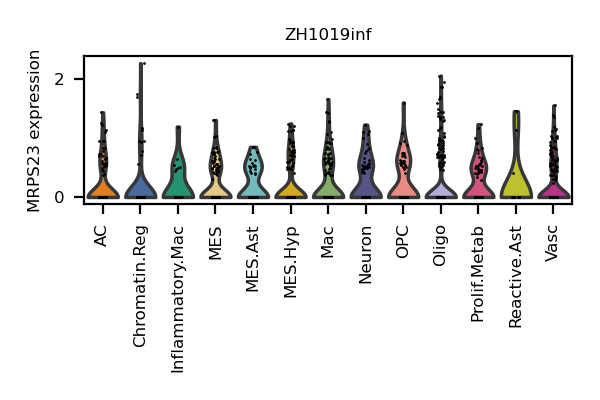 ZH1019inf
MRPS23 expression
2
0
AC
Chromatin.Reg
Inflammatory.Mac
MES
MES.Ast
MES.Hyp
Mac
Neuron
OPC
Oligo
Prolif.Metab
Reactive.Ast
Vasc